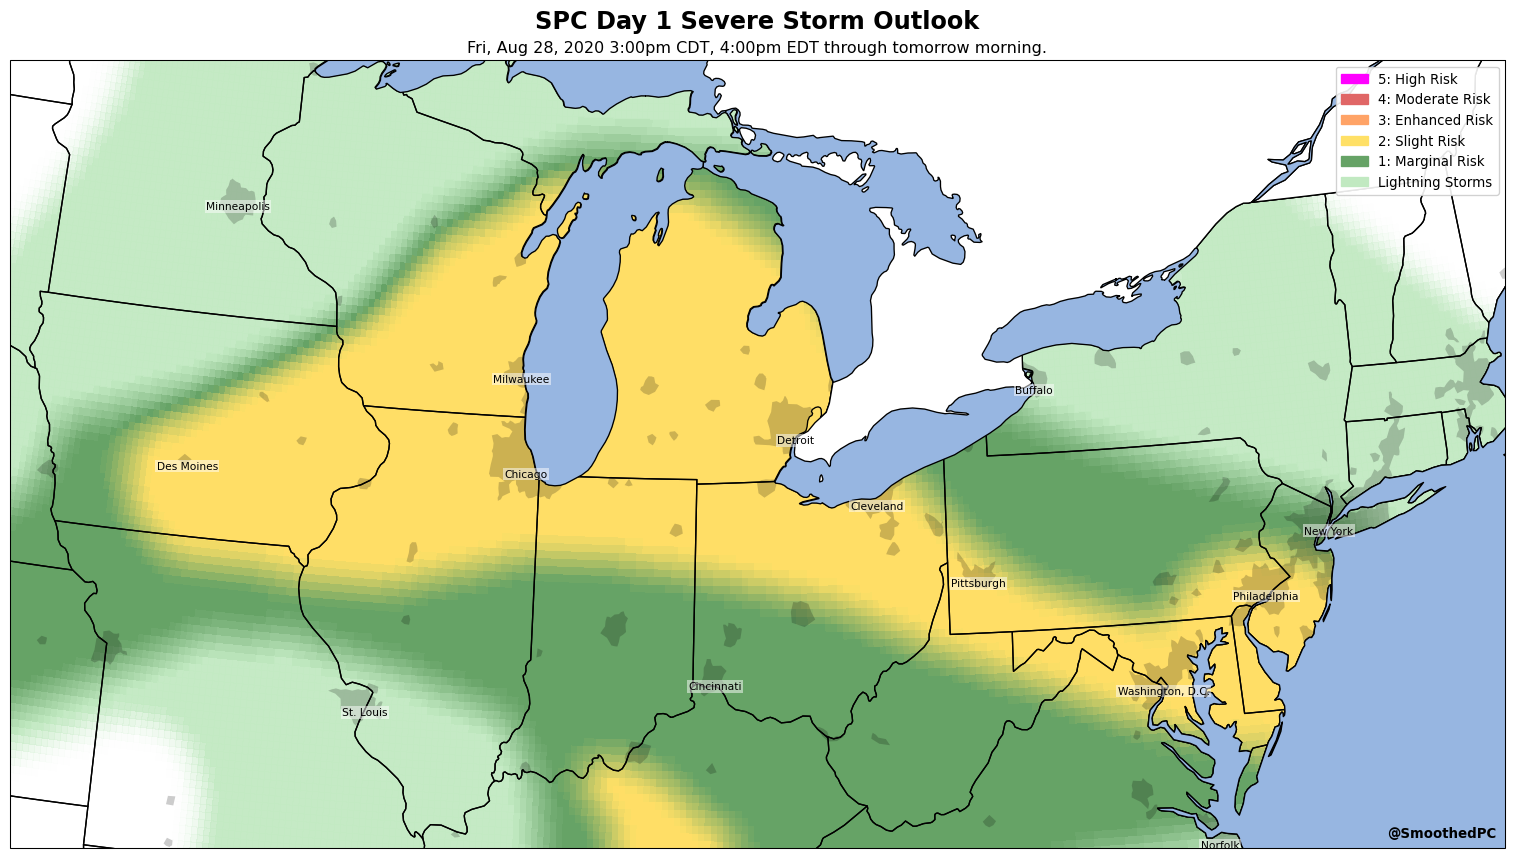 SPC Day 1 Severe Storm Outlook
Fri, Aug 28, 2020 3:00pm CDT, 4:00pm EDT through tomorrow morning.
5: High Risk
4: Moderate Risk
3: Enhanced Risk
2: Slight Risk
1: Marginal Risk
Lightning Storms
Minneapolis
Milwaukee
Buffalo
Detroit
Des Moines
Chicago
Cleveland
New York
Pittsburgh
Philadelphia
Cincinnati
Washington, D.C.
St. Louis
@SmoothedPC
Norfolk